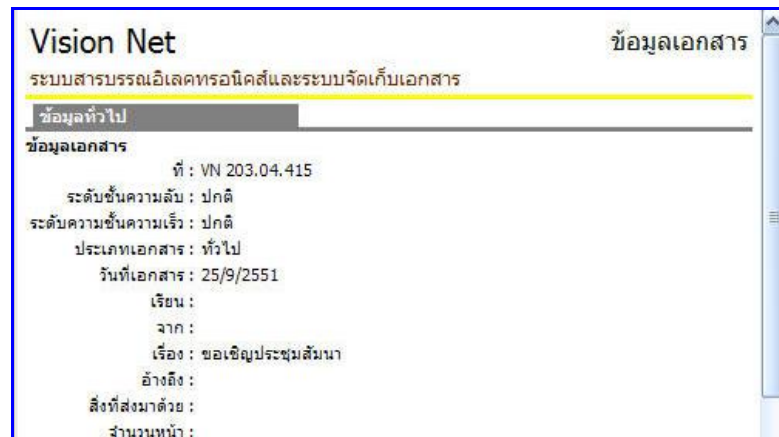 Vision Net
ข้อมูลเอกสาร
ระบบสารบรรณอิเลคทรอนิคส์และระบบจัดเก็บเอกสาร
ข้อมูลทั่วไป
ข้อมูลเอกสาร
ที่ : VN 203.04.415
ระดับชั้นความลับ : ปกติ
ระดับความชั้นความเร็ว : ปกติ
ประเภทเอกสาร : ทั่วไป
วันที่เอกสาร : 25/9/2551
เรียน :
จาก :
เรื่อง : ขอเชิญประชุมสัมนา
อ้างถึง :
สิ่งที่ส่งมาด้วย :
จำนวนหน้า :